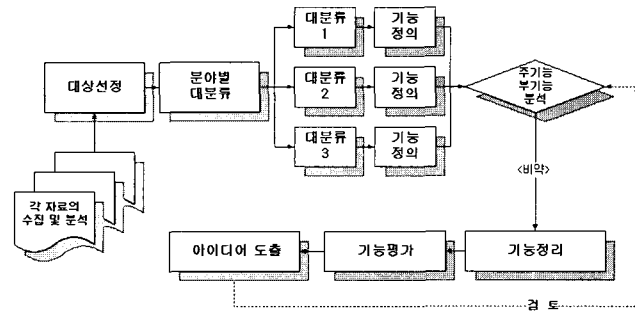 대분류
1
기능
정의
대상선정
분야별
대분류
대분류
2
기능
정의
주기능
부기능
분석
대분류
3
기능
정의
각 자료의
수집 및 분석
<비약>
아이디어 도출
기능평가
기능정리
검 토